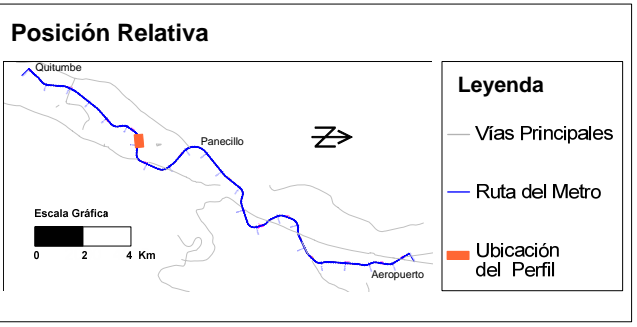 Posición Relativa
Quitumbe
Panecillo
Z
Escala Gráfica
0 2 4 Km
Aeropuerto
Leyenda
Vías Principales
Ruta del Metro
Ubicación
del Perfil